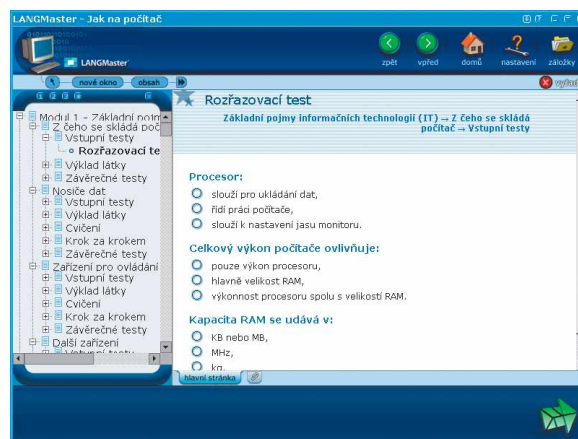 LANGMaster - Jak na počítač
LANGMaster
zpět
vpřed
domů
nastavení
záložky
nové okno
obsah
Modul 1 - Základní pojm
Z čeho se skládá poč
Vstupní testy
Rozřazovací te
Výklad látky
Závěrečné testy
Nosiče dat
Vstupní testy
Výklad látky
Cvičení
Krok za krokem
Závěrečné testy
Zařízení pro ovládání
Vstupní testy
Výklad látky
Cvičení
Krok za krokem
Závěrečné testy
Další zařízení
Vstupní testy
Rozřazovací test
Základní pojmy informačních technologií (IT) → Z čeho se skládá
počítač → Vstupní testy
Procesor:
slouží pro ukládání dat,
řídí práci počítače,
slouží k nastavení jasu monitoru.
Celkový výkon počítače ovlivňuje:
pouze výkon procesoru,
hlavně velikost RAM,
výkonnost procesoru spolu s velikostí RAM.
Kapacita RAM se udává v:
KB nebo MB,
MHz,
kg.
hlavní stránka